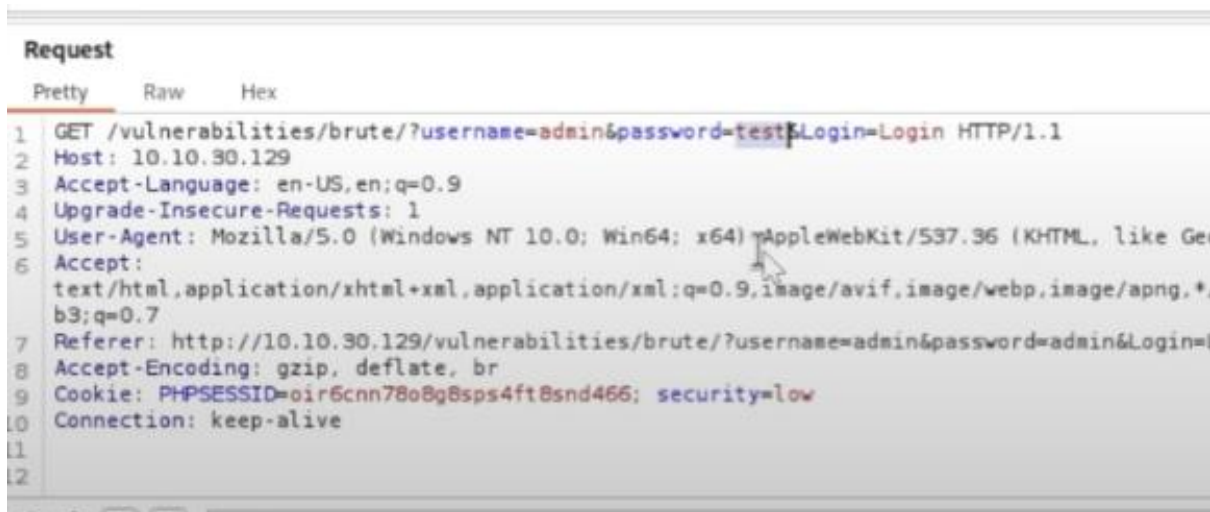 Request
Pretty Raw Hex
1 GET /vulnerabilities/brute/?username=admin&password=test&Login=Login HTTP/1.1
2 Host: 10.10.30.129
3 Accept-Language: en-US,en;q=0.9
4 Upgrade-Insecure-Requests: 1
5 User-Agent: Mozilla/5.0 (Windows NT 10.0; Win64; x64) AppleWebKit/537.36 (KHTML, like Gec
6 Accept:
text/html,application/xhtml+xml,application/xml;q=0.9,image/avif,image/webp,image/apng,*/
b3;q=0.7
7 Referer: http://10.10.30.129/vulnerabilities/brute/?username=admin&password=admin&Login=
8 Accept-Encoding: gzip, deflate, br
9 Cookie: PHPSESSID=oir6cnn78o8g8sps4ft8snd466; security=low
10 Connection: keep-alive
11
12